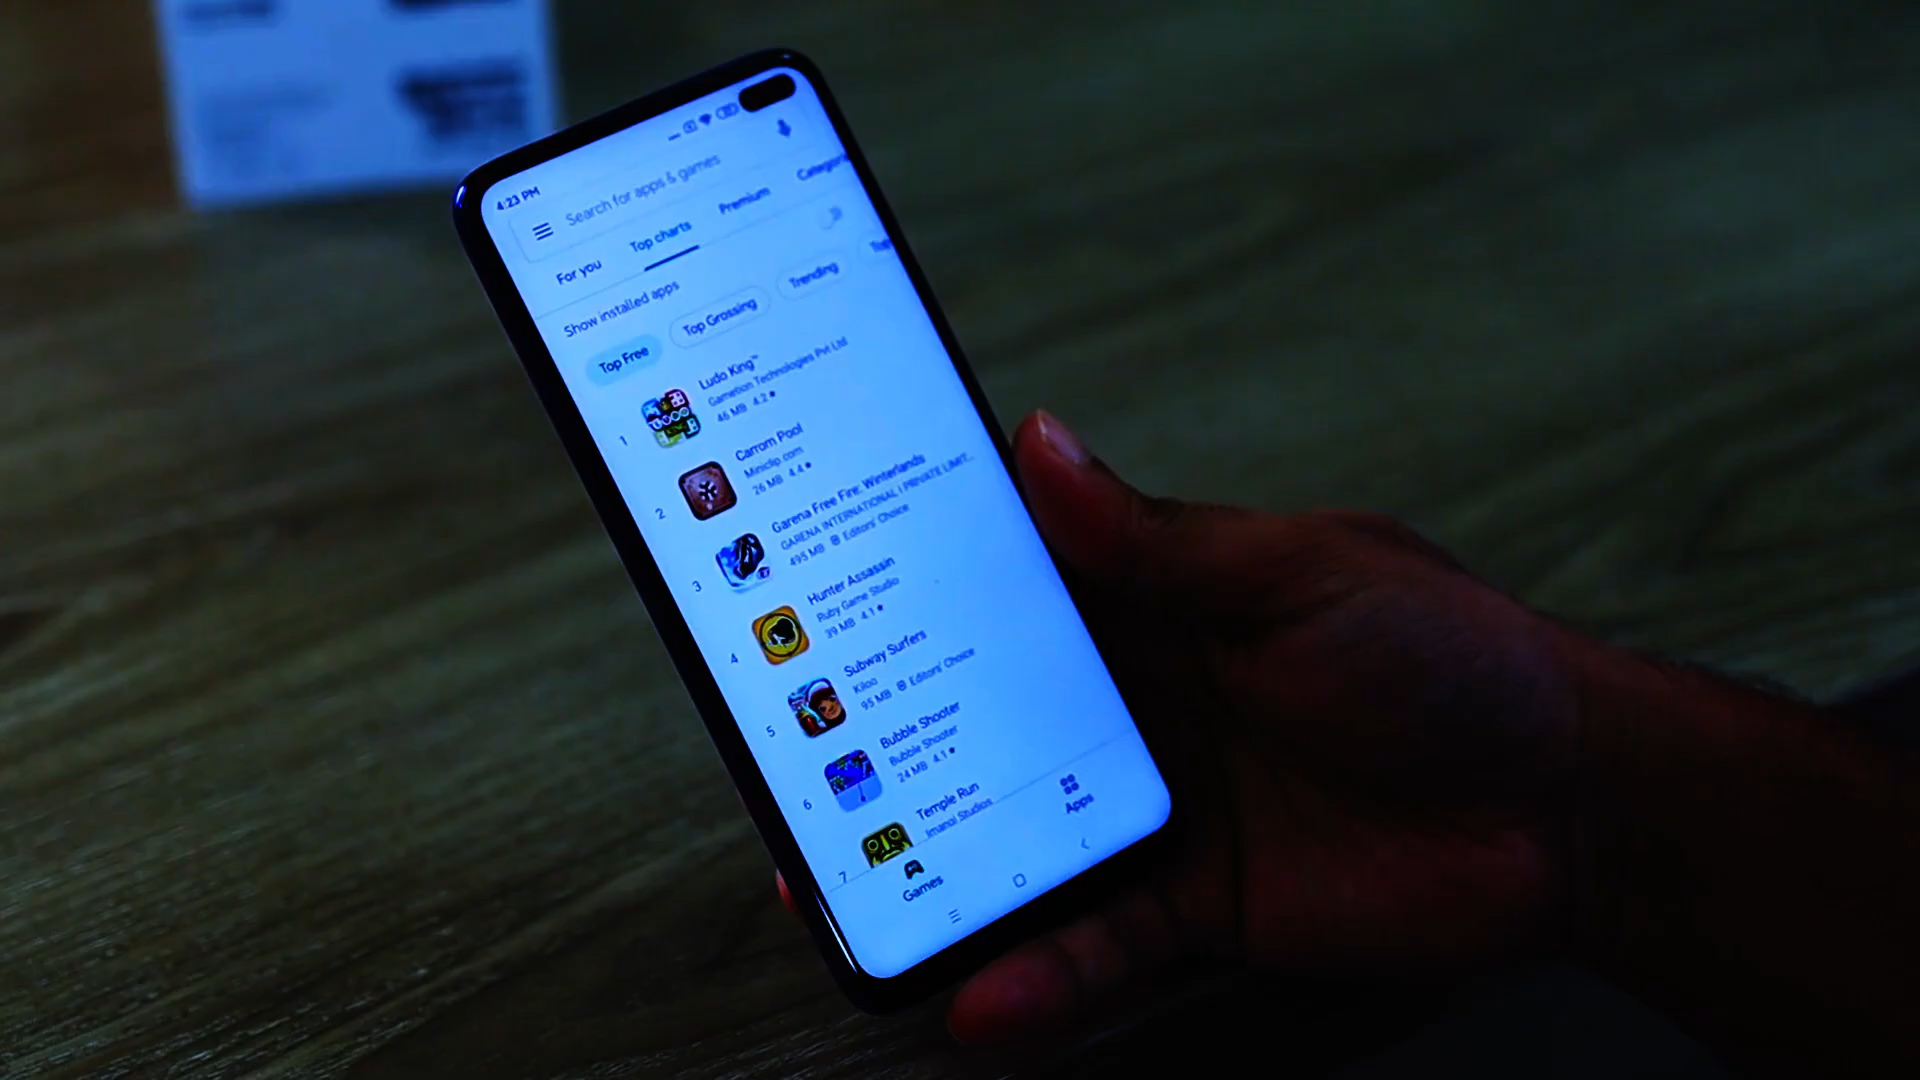 4:23 PM
Search for apps & games
For you
Top charts
Premium
Show installed apps
Top Free
Top Grossing
Trending
Top
1
Ludo King™
Gametion Technologies Pvt Ltd
46 MB 4.2★
2
Carrom Pool
Miniclip.com
26 MB 4.4★
3
Garena Free Fire: Winterlands
GARENA INTERNATIONAL I PRIVATE LIMIT...
495 MB Editors' Choice
4
Hunter Assassin
Ruby Game Studio
39 MB 4.1★
5
Subway Surfers
Kiloo
95 MB Editors' Choice
6
Bubble Shooter
Bubble Shooter
24 MB 4.1★
7
Temple Run
Imangi Studios
Games
Apps